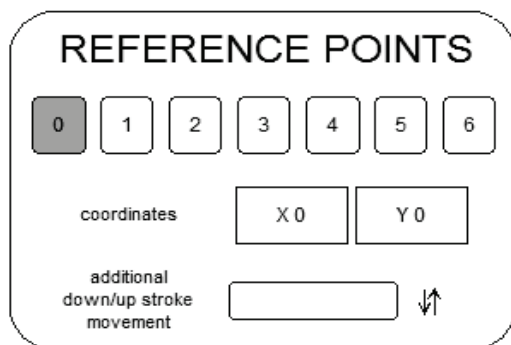 REFERENCE POINTS
0 1 2 3 4 5 6
coordinates X 0 Y 0
additional
down/up stroke
movement